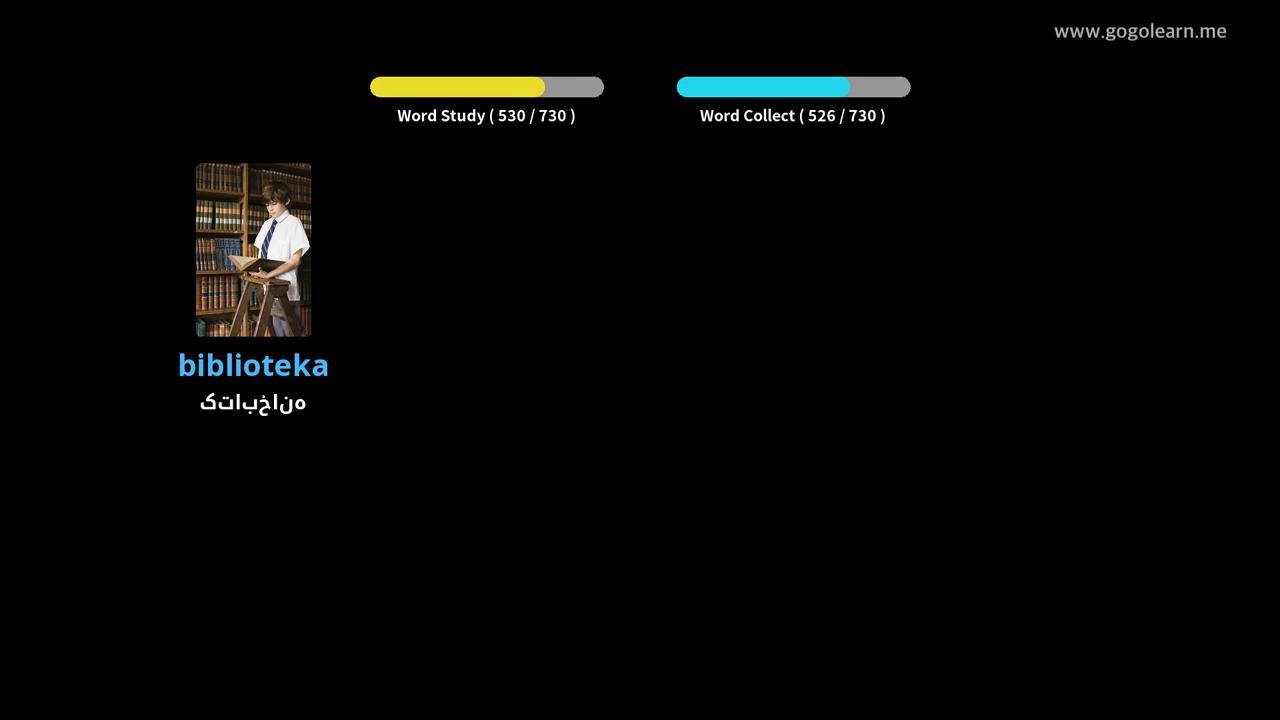 www.gogolearn.me
Word Study ( 530 / 730 )
Word Collect ( 526 / 730 )
biblioteka
کتابخانه